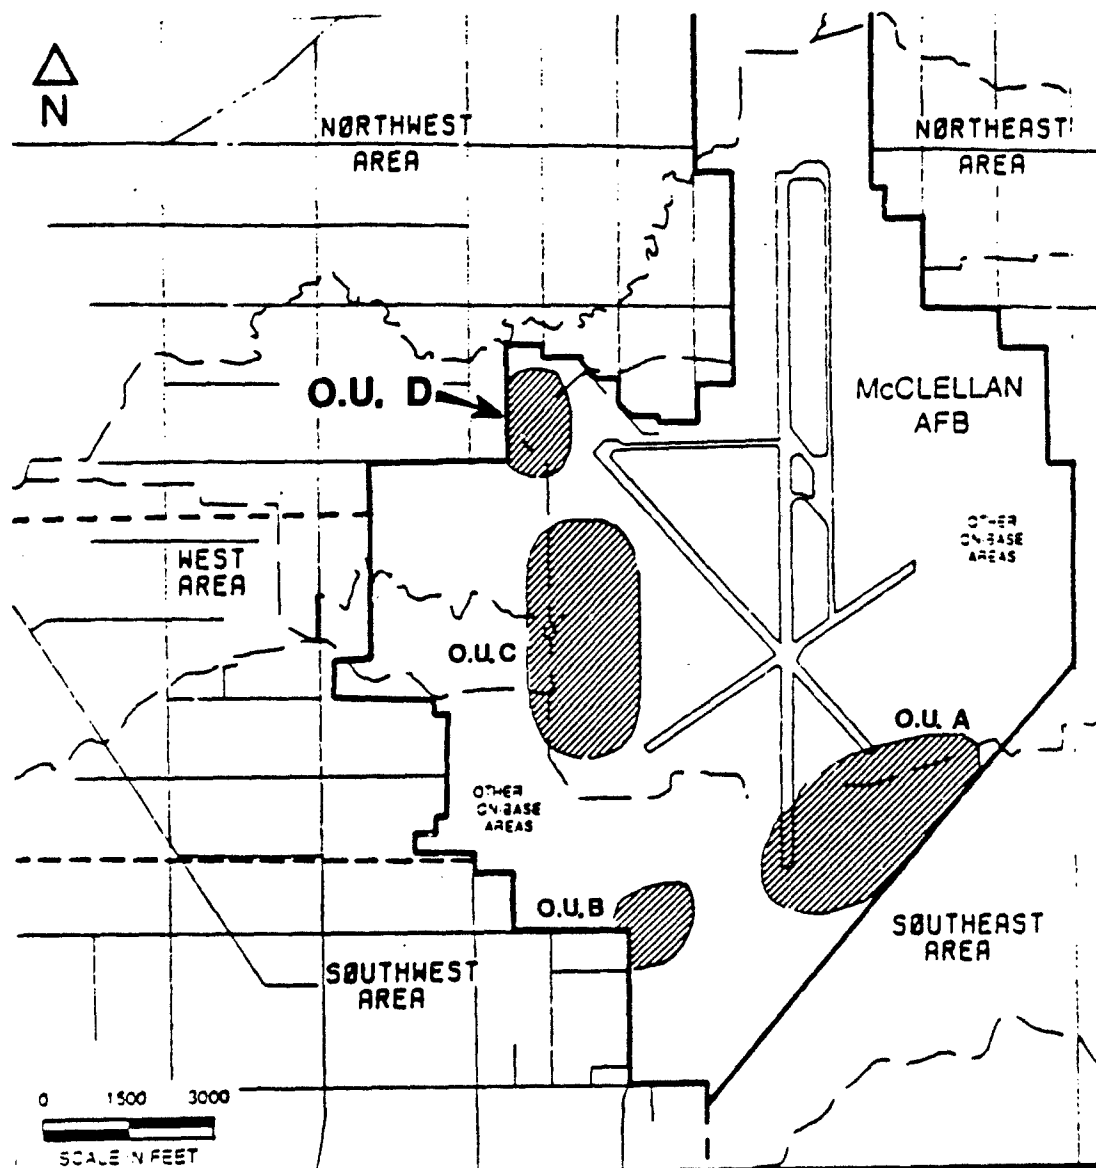 N
NØRTHWEST
AREA
NØRTHEAST
AREA
O.U. D
McCLELLAN
AFB
OTHER
ON-BASE
AREAS
WEST
AREA
O.U.C
O.U. A
OTHER
ON-BASE
AREAS
O.U.B
SØUTHEAST
AREA
SØUTHWEST
AREA
0 1500 3000
SCALE IN FEET